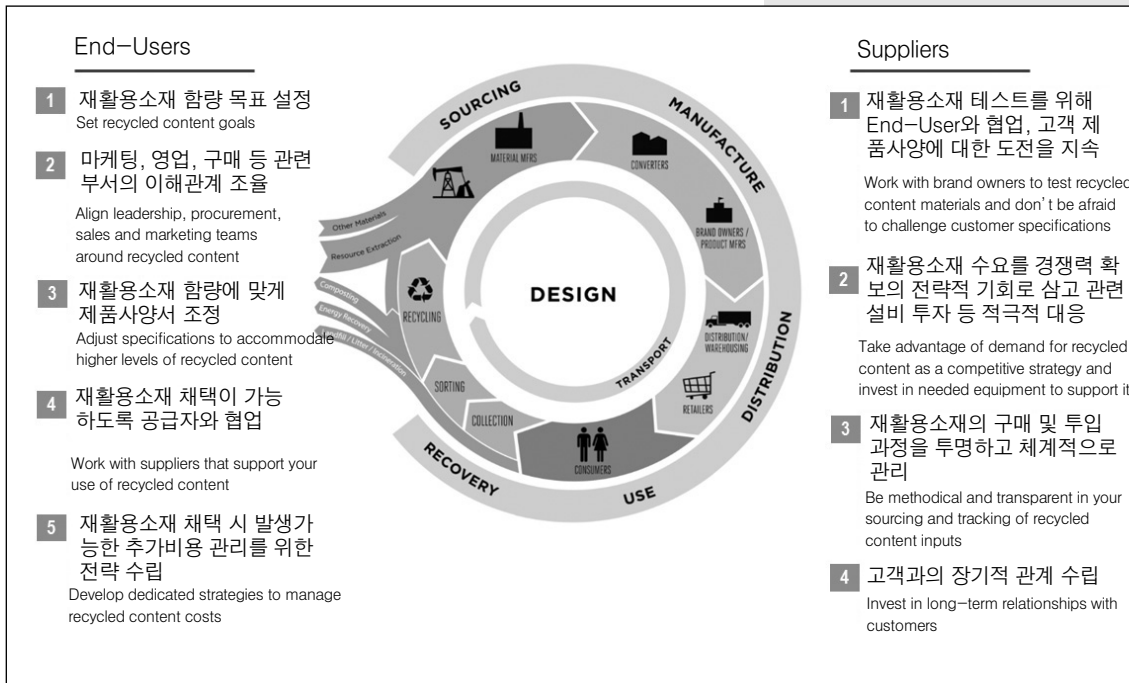 End-Users
1
재활용소재 함량 목표 설정
Set recycled content goals
2
마케팅, 영업, 구매 등 관련
부서의 이해관계 조율
Align leadership, procurement,
sales and marketing teams
around recycled content
3
재활용소재 함량에 맞게
제품사양서 조정
Adjust specifications to accommodate
higher levels of recycled content
4
재활용소재 채택이 가능
하도록 공급자와 협업
Work with suppliers that support your
use of recycled content
5
재활용소재 채택 시 발생가
능한 추가비용 관리를 위한
전략 수립
Develop dedicated strategies to manage
recycled content costs
SOURCING
MANUFACTURE
DISTRIBUTION
USE
RECOVERY
MATERIAL MFRS
CONVERTERS
BRAND OWNERS /
PRODUCT MFRS
DISTRIBUTION/
WAREHOUSING
RETAILERS
CONSUMERS
COLLECTION
SORTING
RECYCLING
Other Materials
Resource Extraction
Composting
Energy Recovery
Landfill / Litter / Incineration
DESIGN
TRANSPORT
Suppliers
1
재활용소재 테스트를 위해
End-User와 협업, 고객 제
품사양에 대한 도전을 지속
Work with brand owners to test recycled
content materials and don't be afraid
to challenge customer specifications
2
재활용소재 수요를 경쟁력 확
보의 전략적 기회로 삼고 관련
설비 투자 등 적극적 대응
Take advantage of demand for recycled
content as a competitive strategy and
invest in needed equipment to support it
3
재활용소재의 구매 및 투입
과정을 투명하고 체계적으로
관리
Be methodical and transparent in your
sourcing and tracking of recycled
content inputs
4
고객과의 장기적 관계 수립
Invest in long-term relationships with
customers